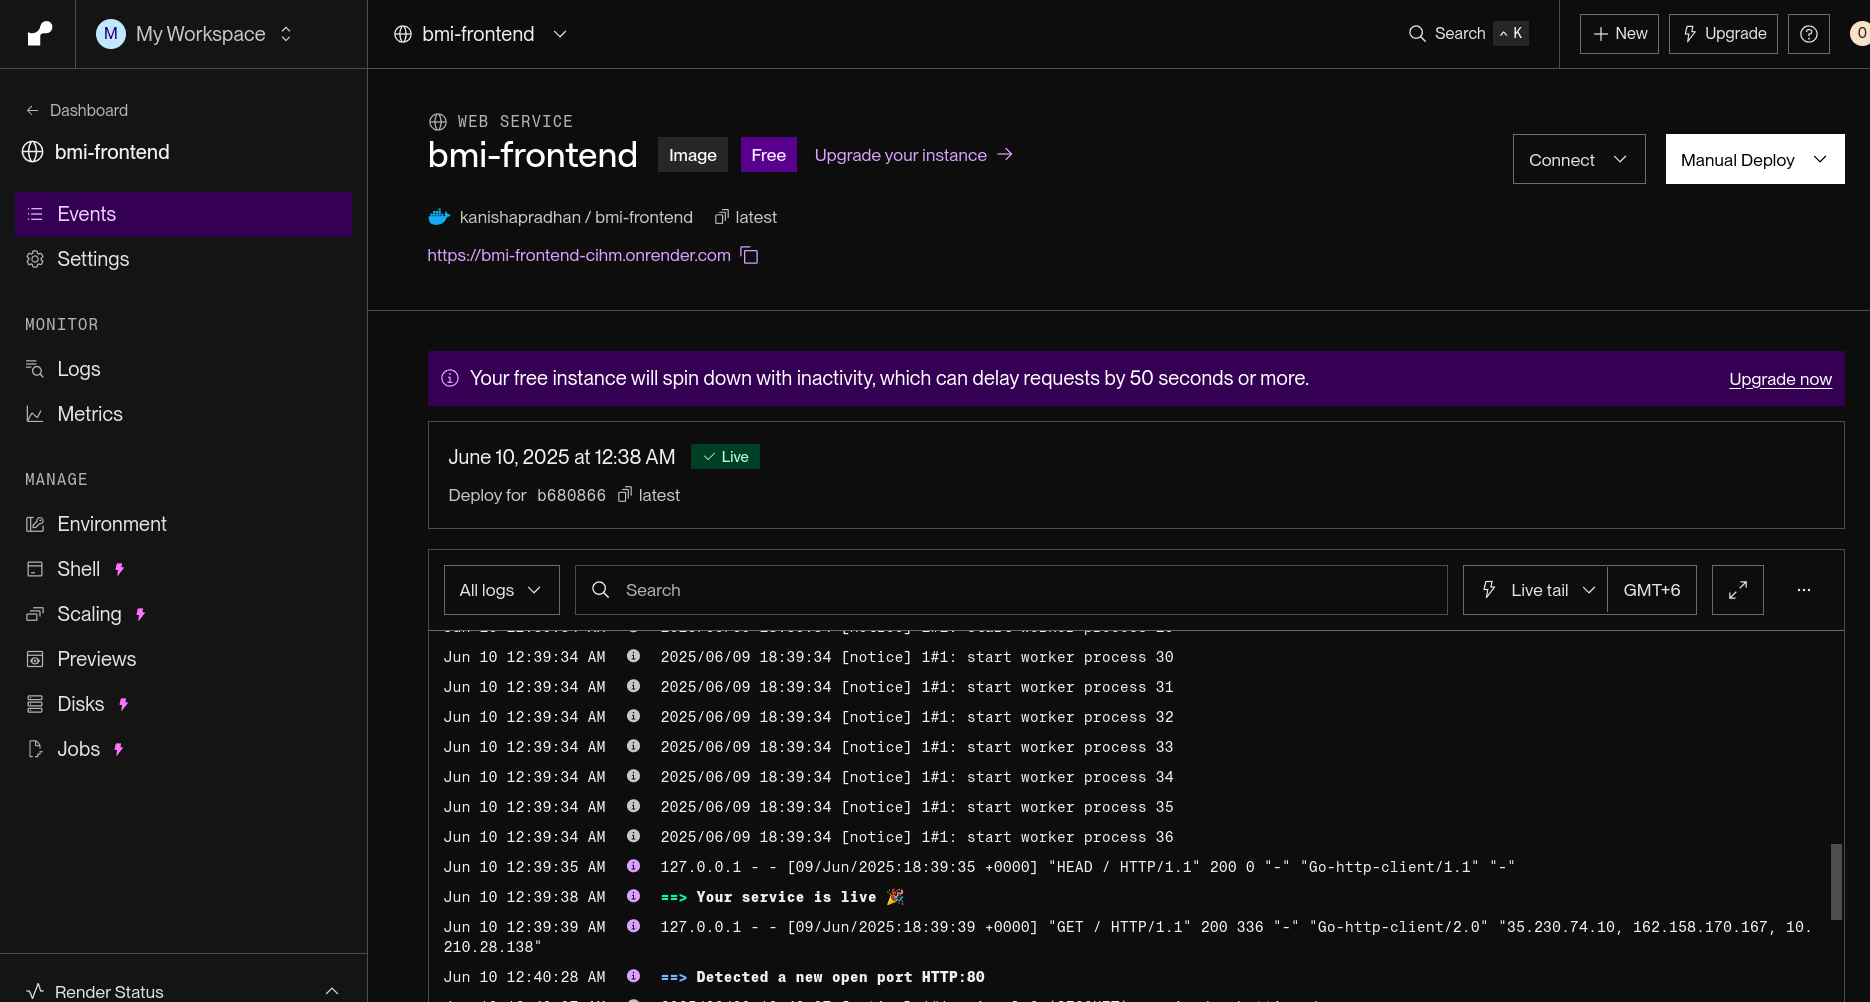 M My Workspace
bmi-frontend
Search ^ K
New
Upgrade
Dashboard
bmi-frontend
Events
Settings
MONITOR
Logs
Metrics
MANAGE
Environment
Shell
Scaling
Previews
Disks
Jobs
Render Status
WEB SERVICE
bmi-frontend Image Free Upgrade your instance
Connect
Manual Deploy
kanishapradhan / bmi-frontend latest
https://bmi-frontend-cihm.onrender.com
Your free instance will spin down with inactivity, which can delay requests by 50 seconds or more. Upgrade now
June 10, 2025 at 12:38 AM Live
Deploy for b680866 latest
All logs Search Live tail GMT+6
Jun 10 12:39:34 AM 2025/06/09 18:39:34 [notice] 1#1: start worker process 30
Jun 10 12:39:34 AM 2025/06/09 18:39:34 [notice] 1#1: start worker process 31
Jun 10 12:39:34 AM 2025/06/09 18:39:34 [notice] 1#1: start worker process 32
Jun 10 12:39:34 AM 2025/06/09 18:39:34 [notice] 1#1: start worker process 33
Jun 10 12:39:34 AM 2025/06/09 18:39:34 [notice] 1#1: start worker process 34
Jun 10 12:39:34 AM 2025/06/09 18:39:34 [notice] 1#1: start worker process 35
Jun 10 12:39:34 AM 2025/06/09 18:39:34 [notice] 1#1: start worker process 36
Jun 10 12:39:35 AM 127.0.0.1 - - [09/Jun/2025:18:39:35 +0000] "HEAD / HTTP/1.1" 200 0 "-" "Go-http-client/1.1" "-"
Jun 10 12:39:38 AM ==> Your service is live 🎉
Jun 10 12:39:39 AM 127.0.0.1 - - [09/Jun/2025:18:39:39 +0000] "GET / HTTP/1.1" 200 336 "-" "Go-http-client/2.0" "35.230.74.10, 162.158.170.167, 10.
210.28.138"
Jun 10 12:40:28 AM ==> Detected a new open port HTTP:80